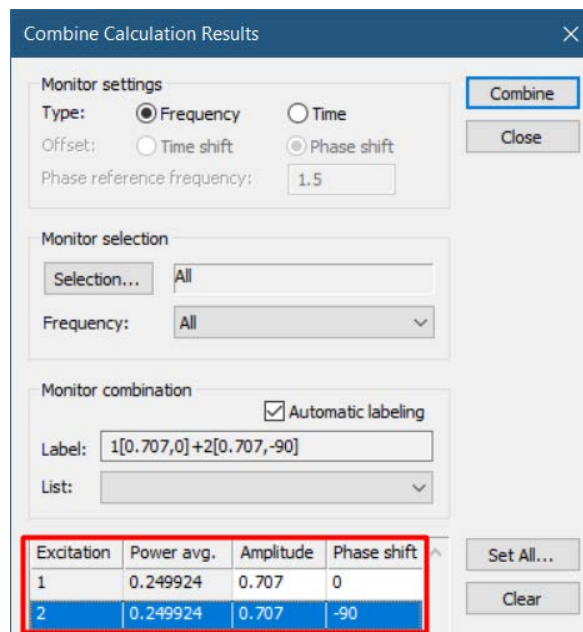 Combine Calculation Results
Monitor settings
Combine
Type: Frequency Time
Offset: Time shift Phase shift
Close
Phase reference frequency: 1.5
Monitor selection
Selection... All
Frequency: All
Monitor combination
Automatic labeling
Label: 1[0.707,0]+2[0.707,-90]
List:
Excitation Power avg. Amplitude Phase shift
Set All...
1 0.249924 0.707 0
2 0.249924 0.707 -90
Clear